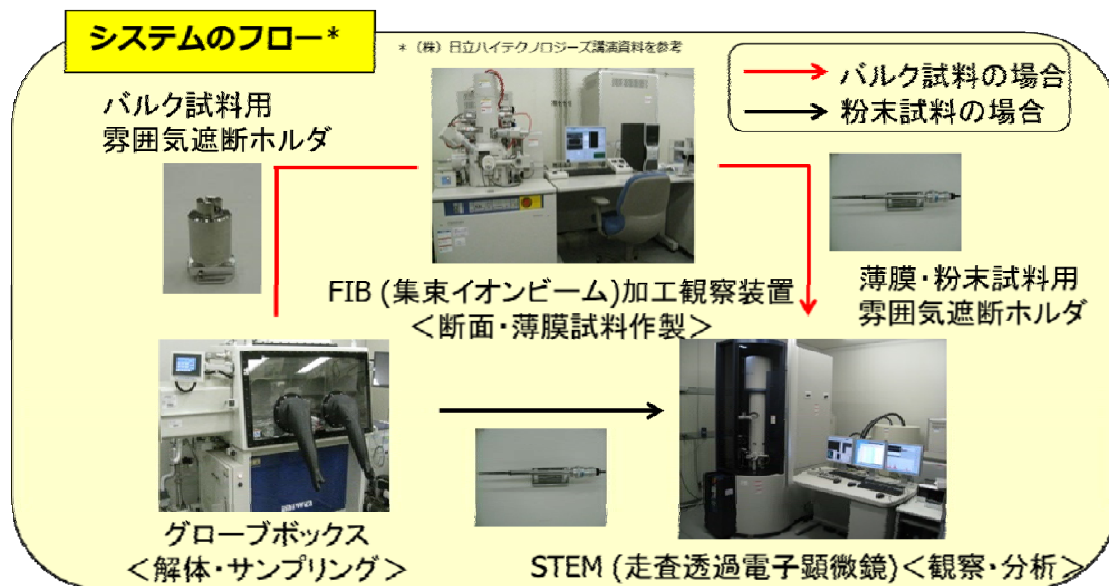 システムのフロー*
*（株）日立ハイテクノロジーズ講演資料を参考
バルク試料の場合
粉末試料の場合
バルク試料用
雰囲気遮断ホルダ
FIB (集束イオンビーム)加工観察装置
＜断面・薄膜試料作製＞
薄膜・粉末試料用
雰囲気遮断ホルダ
グローブボックス
＜解体・サンプリング＞
STEM (走査透過電子顕微鏡)＜観察・分析＞